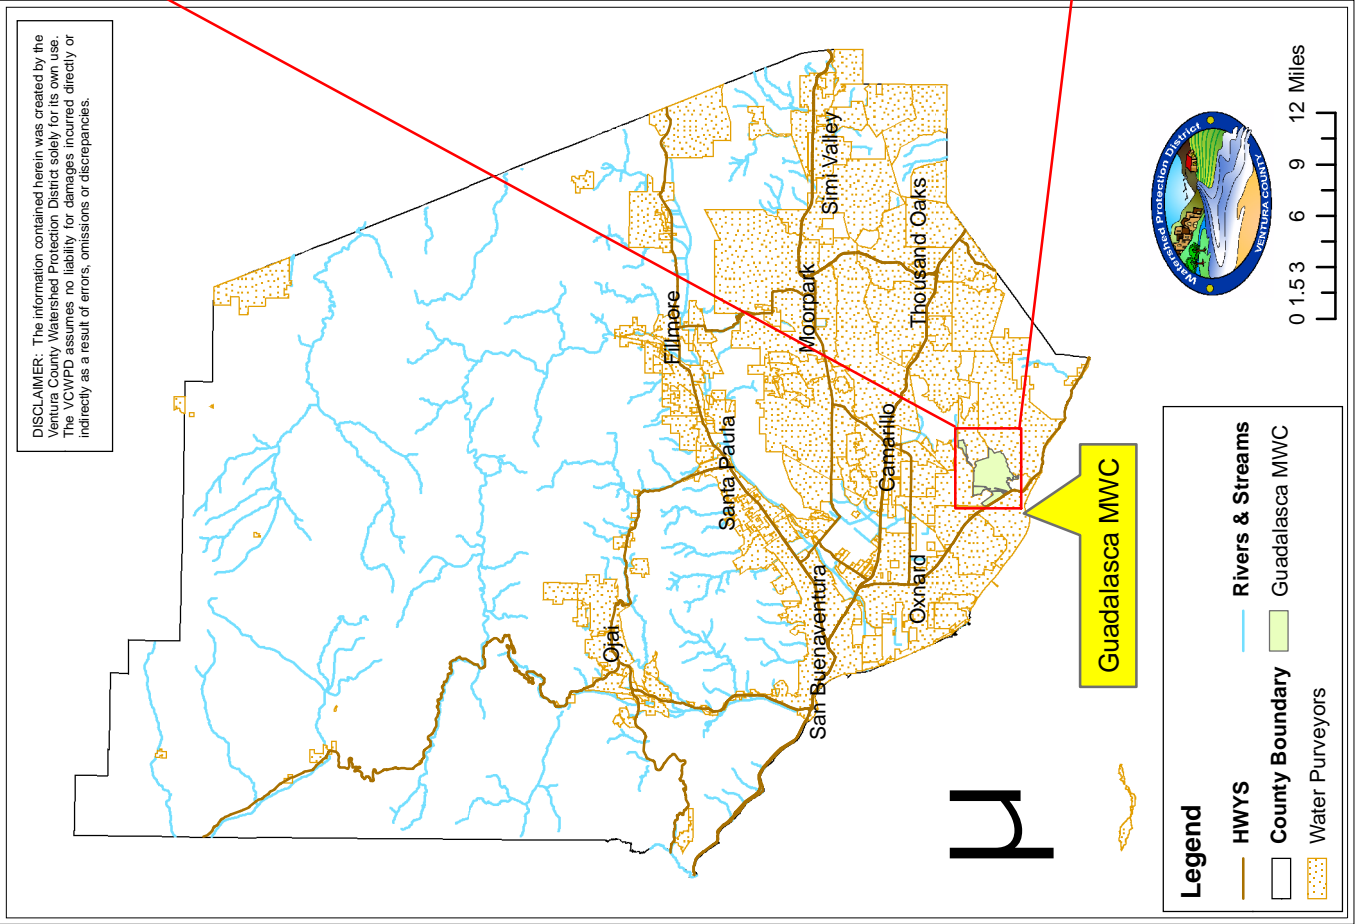 DISCLAIMER: The information contained herein was created by the
Ventura County Watershed Protection District solely for its own use.
The VCWPD assumes no liability for damages incurred directly or
indirectly as a result of errors, omissions or discrepancies.
Ojai
Fillmore
Santa Paula
San Buenaventura
Moorpark
Simi Valley
Camarillo
Oxnard
Thousand Oaks
Guadalasca MWC
µ
Watershed Protection District
VENTURA COUNTY
0 1.5 3 6 9 12 Miles
Legend
HWYS
County Boundary
Water Purveyors
Rivers & Streams
Guadalasca MWC